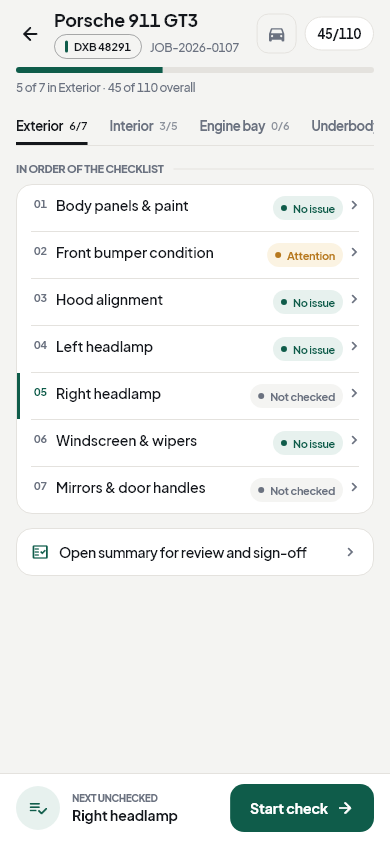 Porsche 911 GT3
DXB 48291
JOB-2026-0107
45/110
5 of 7 in Exterior · 45 of 110 overall
Exterior 6/7
Interior 3/5
Engine bay 0/6
Underbody
IN ORDER OF THE CHECKLIST
01 Body panels & paint No issue
02 Front bumper condition Attention
03 Hood alignment No issue
04 Left headlamp No issue
05 Right headlamp Not checked
06 Windscreen & wipers No issue
07 Mirrors & door handles Not checked
Open summary for review and sign-off
NEXT UNCHECKED
Right headlamp
Start check